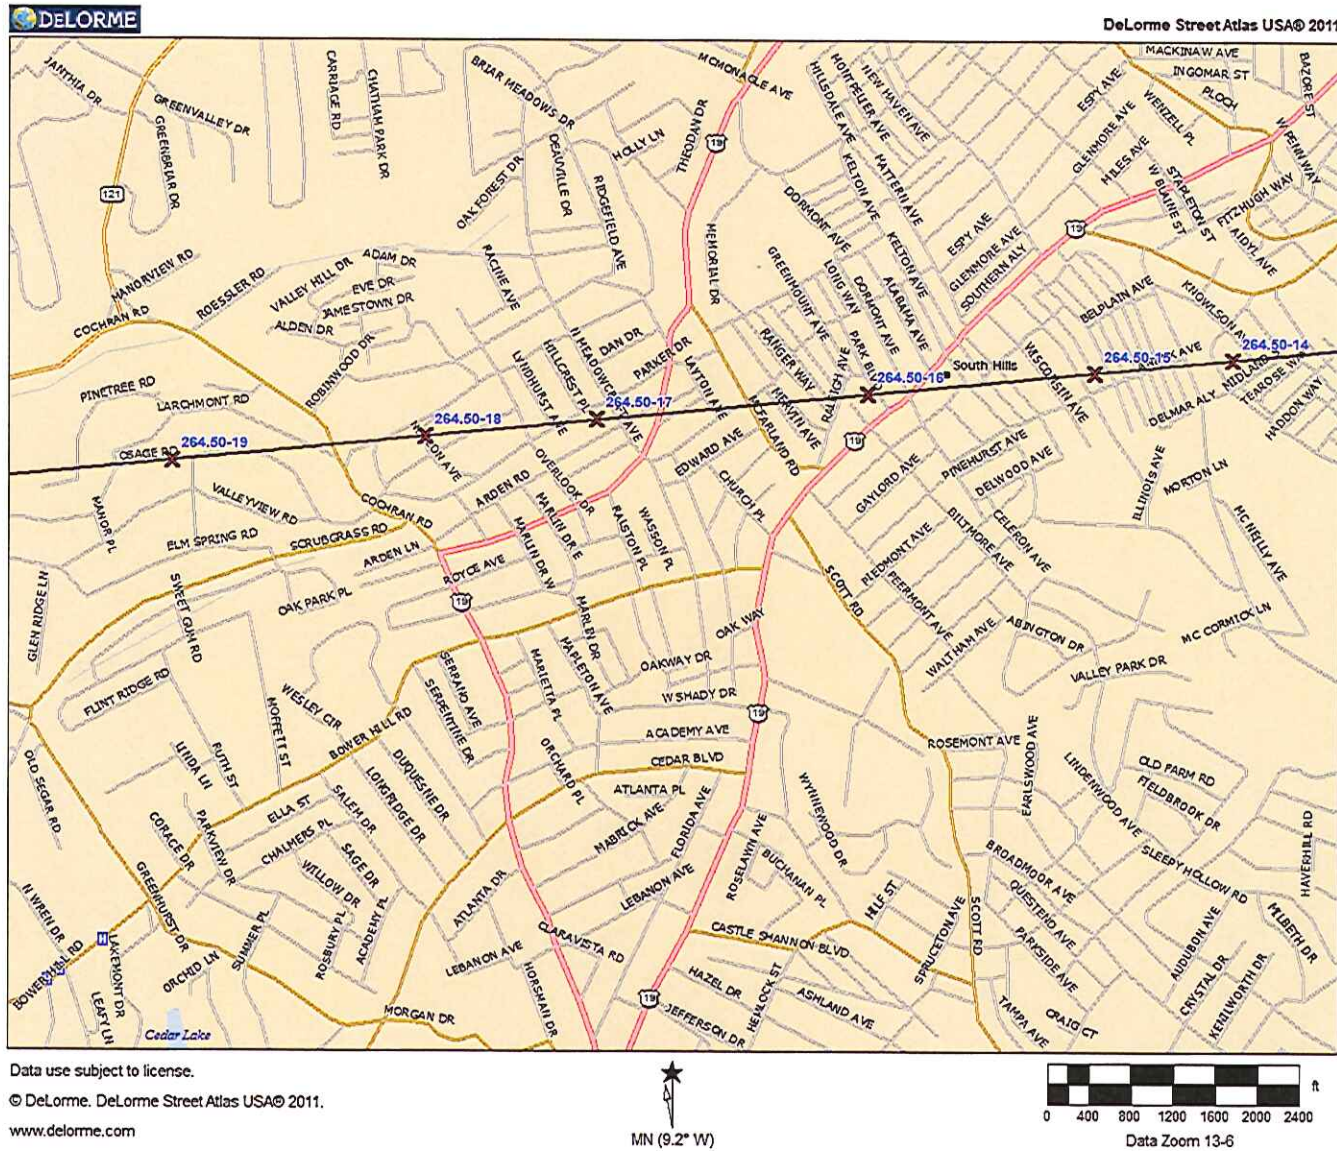 DELORME
DeLorme Street Atlas USA® 2011
JANTHIA DR
GREENVALLEY DR
GREENBRIAR DR
CARRIAGE RD
CHATHAM PARK DR
BRIAR MEADOWS DR
DEAUVILLE DR
HOLLY LN
RIDGEFIELD AVE
OAK FOREST DR
THEODAN DR
MCMONAGLE AVE
MACKINAW AVE
INGOMAR ST
PLOCH
BAZORE ST
WENZELL PL
ESPY AVE
GLENMORE AVE
MILES AVE
W BLAINE ST
STAPLETON ST
FITZHUGH WAY
W PENN WAY
AIDYL AVE
NEW HAVEN AVE
MONTPELIER AVE
HILLSDALE AVE
KELTON AVE
MATTERN AVE
DORMONT AVE
121
19
19
MEMORIAL DR
ESPY AVE
GLENMORE AVE
SOUTHERN ALY
KELTON AVE
ALABAMA AVE
DORMONT AVE
LONG WAY
GREENMOUNT AVE
RANGER WAY
HANORVIEW RD
ROESSLER RD
COCHRAN RD
VALLEY HILL DR
ADAM DR
EVE DR
JAMESTOWN DR
ALDEN DR
ROBINWOOD DR
RACINE AVE
LYNDHURST AVE
HILLCREST PL
N MEADOWCROFT AVE
DAN DR
PARKER DR
LAYTON AVE
MERVIN AVE
RALEIGH AVE
PARK BLVD
BELPLAIN AVE
KNOWLSON AVE
WISCONSIN AVE
South Hills
264.50-14
264.50-15
264.50-16
264.50-17
264.50-18
264.50-19
MIDLAND
TEAROSE W
HADDON WAY
DELMAR ALY
PINETREE RD
LARCHMONT RD
OSAGE RD
NELSON AVE
MCFARLAND RD
19
EDWARD AVE
CHURCH PL
OVERLOOK DR
ARDEN RD
MARLIN DR E
MARLIN DR W
RALSTON PL
WASSON PL
GAYLORD AVE
PINEHURST AVE
DELWOOD AVE
ILLINOIS AVE
MORTON LN
MC NEILLY AVE
CELERON AVE
BILTMORE AVE
PIEDMONT AVE
PEERMONT AVE
SCOTT RD
VALLEYVIEW RD
MANOR PL
ELM SPRING RD
SCRUBGRASS RD
COCHRAN RD
ARDEN LN
ROYCE AVE
OAK PARK PL
SWEET GUM RD
GLEN RIDGE LN
19
MARLIN DR
OAK WAY
OAKWAY DR
MAPLETON AVE
MARIETTA PL
W SHADY DR
ACADEMY AVE
CEDAR BLVD
ATLANTA PL
19
WALTHAM AVE
ABINGTON DR
MC CORMICK LN
VALLEY PARK DR
FLINT RIDGE RD
MOFFETT ST
WESLEY CIR
BOWER HILL RD
SERRANO AVE
SERPENTINE DR
ORCHARD PL
DUQUESNE DR
LONGRIDGE DR
RUTH ST
LINDA LN
OLD SEGAR RD
ROSEMONT AVE
EARLSWOOD AVE
LINDENWOOD AVE
OLD FARM RD
FIELDBROOK DR
SLEEPY HOLLOW RD
HAVERHILL RD
WYNNEWOOD DR
MABRICK AVE
FLORIDA AVE
ROSELAWN AVE
BUCHANAN PL
LEBANON AVE
ELLA ST
SALEM DR
CHALMERS PL
SAGE DR
WILLOW DR
CORACE DR
PARKVIEW DR
GREENHURST DR
ROSBURY PL
ACADEMY PL
SUMMER PL
ORCHID LN
ATLANTA DR
LEBANON AVE
CLARAVISTA RD
HORSMAN DR
MORGAN DR
N WREN DR
BOWER HILL RD
LAKEMONT DR
LEAFY LN
H
Cedar Lake
HILF ST
CASTLE SHANNON BLVD
SPRUCETON AVE
SCOTT RD
BROADMOOR AVE
QUESTEND AVE
PARKSIDE AVE
AUDUBON AVE
CRYSTAL DR
KENILWORTH DR
MILBETH DR
TAMPA AVE
CRAIG CT
HAZEL DR
HEMLOCK ST
ASHLAND AVE
JEFFERSON DR
19
Data use subject to license.
© DeLorme. DeLorme Street Atlas USA® 2011.
www.delorme.com
MN (9.2° W)
ft
0 400 800 1200 1600 2000 2400
Data Zoom 13-6